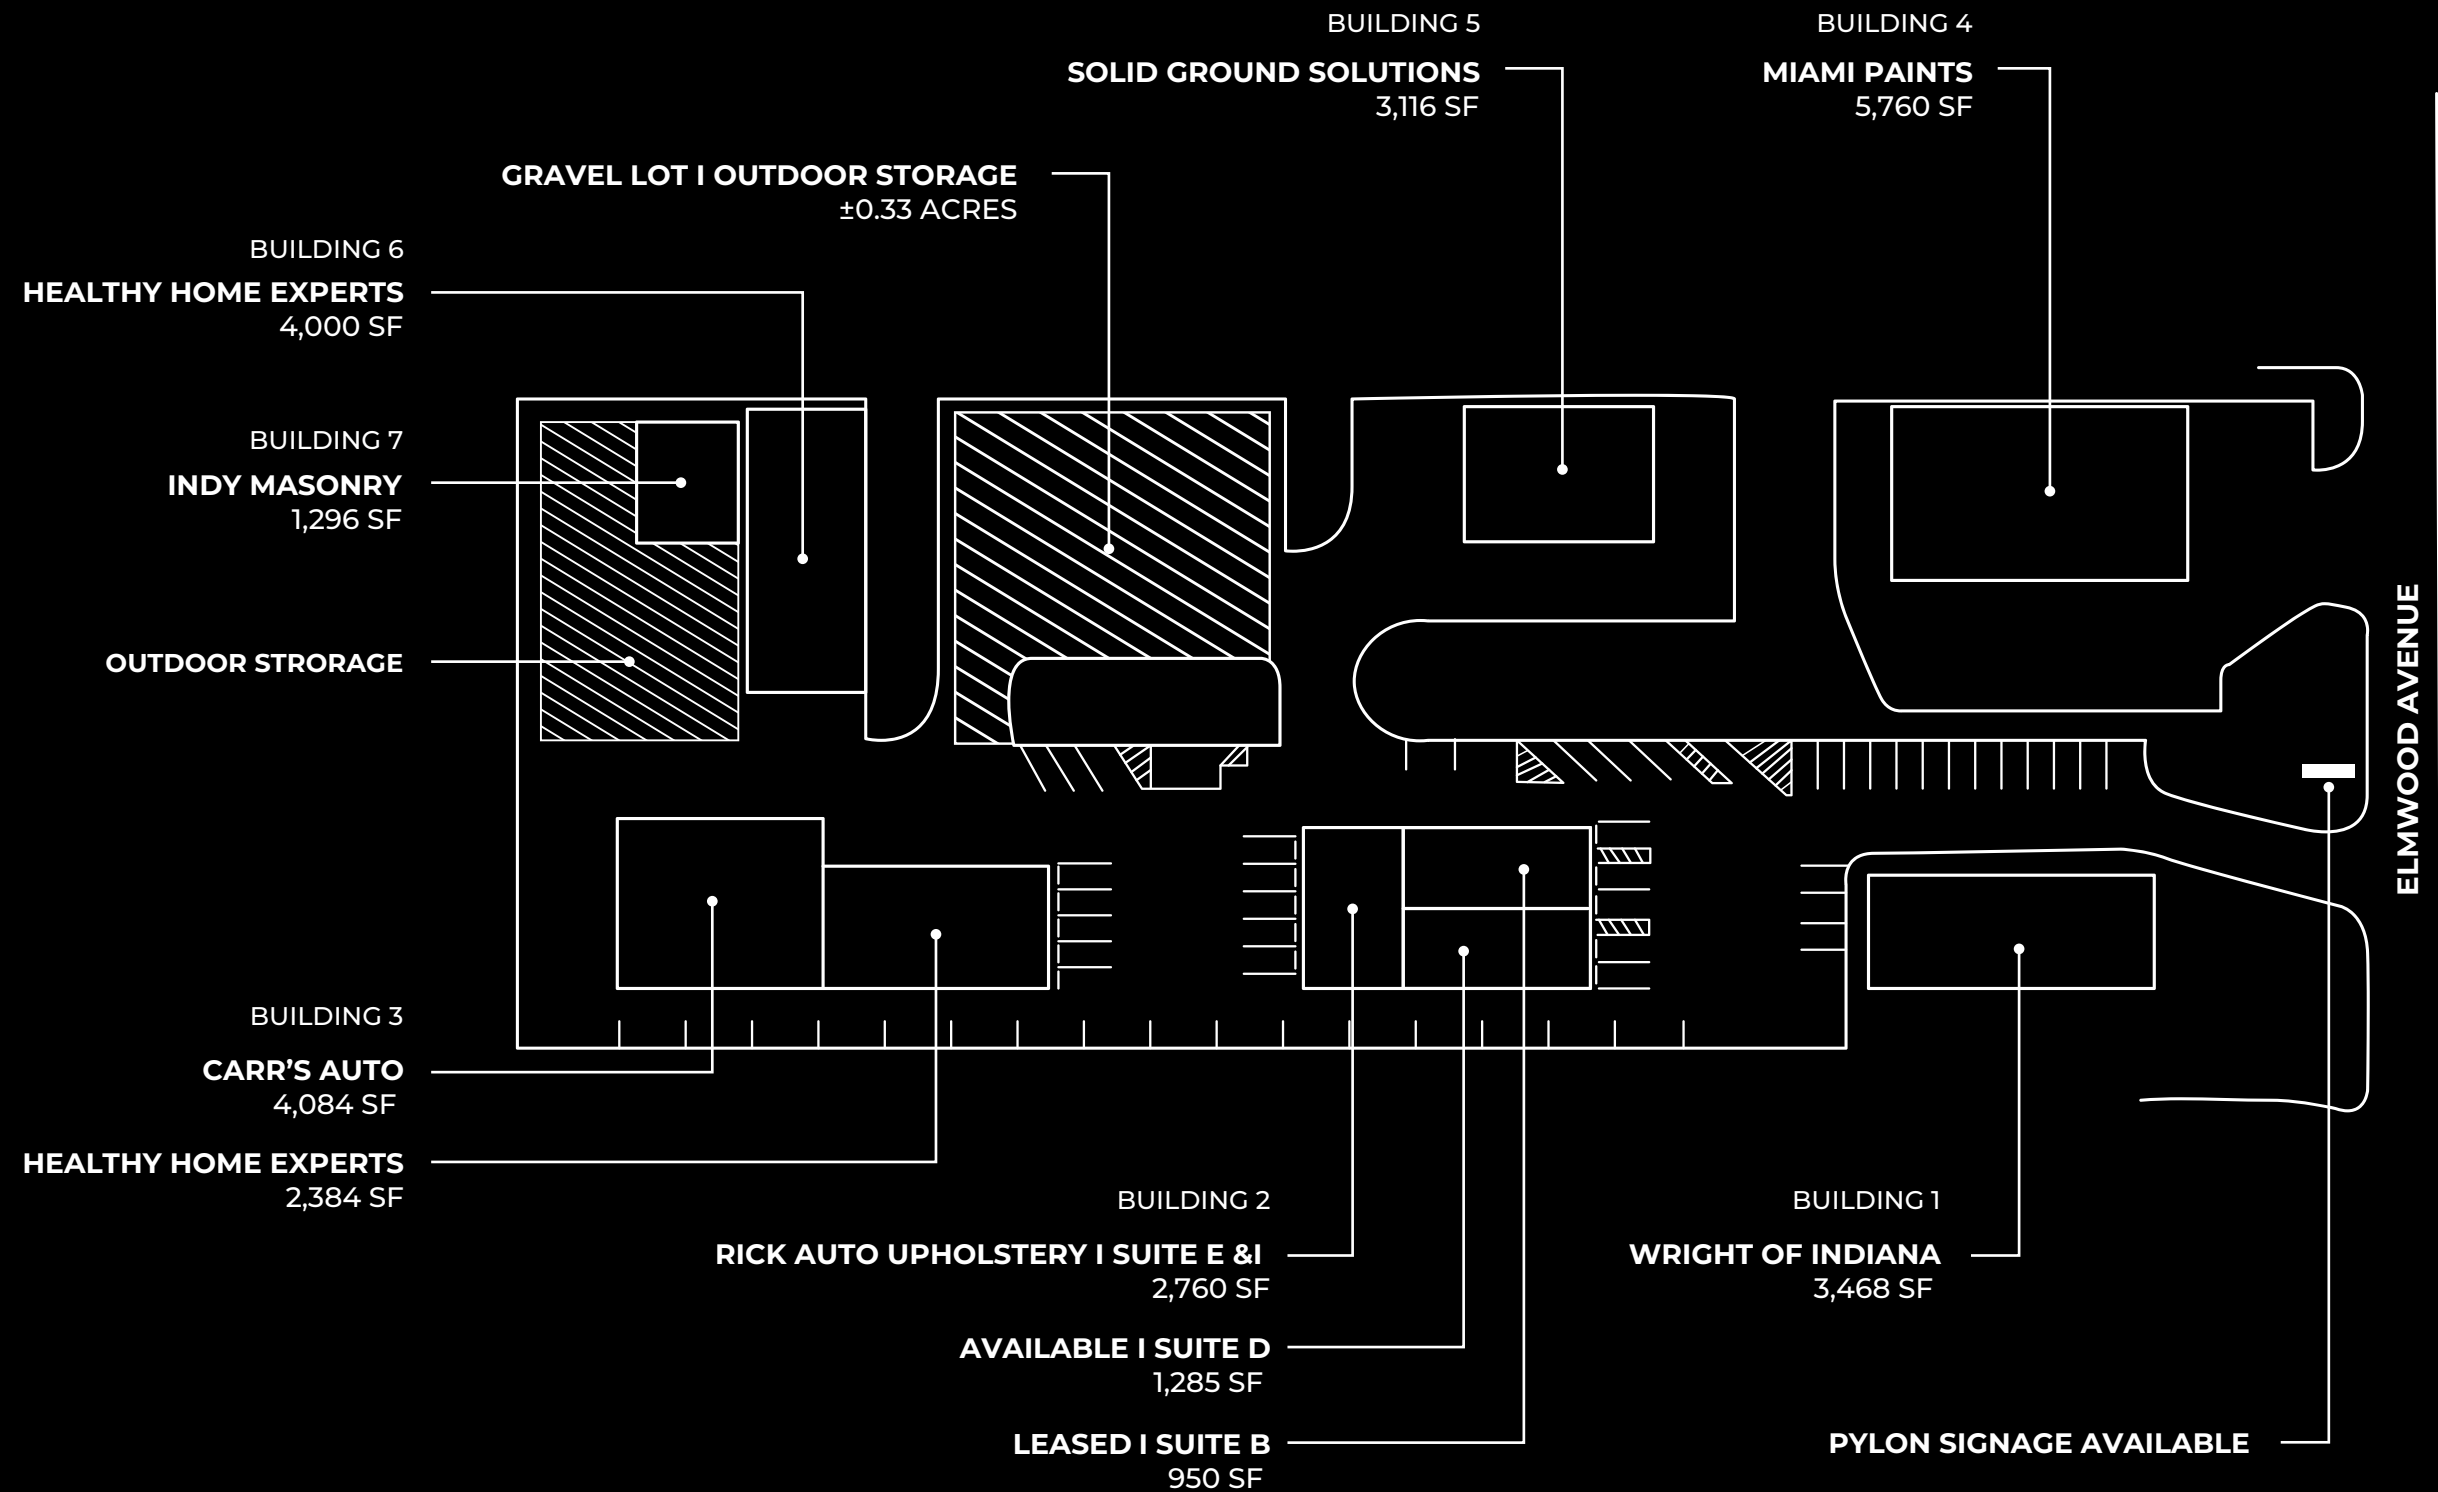 BUILDING 5
SOLID GROUND SOLUTIONS
3,116 SF
BUILDING 4
MIAMI PAINTS
5,760 SF
GRAVEL LOT I OUTDOOR STORAGE
±0.33 ACRES
BUILDING 6
HEALTHY HOME EXPERTS
4,000 SF
BUILDING 7
INDY MASONRY
1,296 SF
OUTDOOR STRORAGE
ELMWOOD AVENUE
BUILDING 3
CARR’S AUTO
4,084 SF
HEALTHY HOME EXPERTS
2,384 SF
BUILDING 2
RICK AUTO UPHOLSTERY I SUITE E &I
2,760 SF
AVAILABLE I SUITE D
1,285 SF
LEASED I SUITE B
950 SF
BUILDING 1
WRIGHT OF INDIANA
3,468 SF
PYLON SIGNAGE AVAILABLE